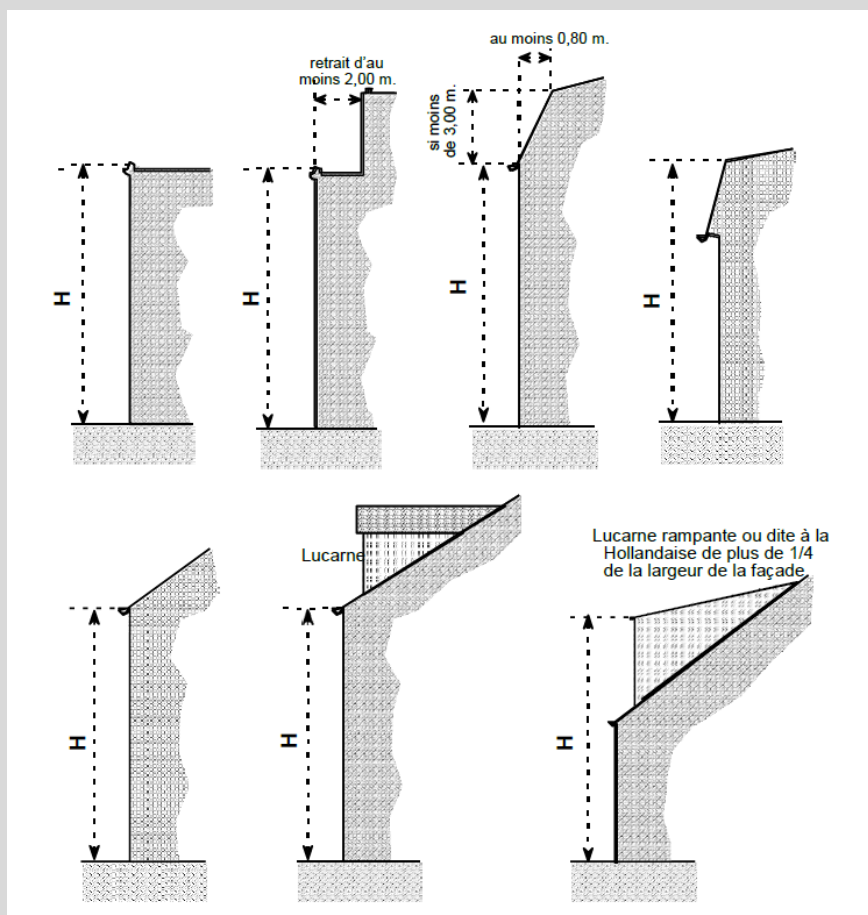 retrait d'au
moins 2,00 m.
au moins 0,80 m.
si moins
de 3,00 m.
H
H
H
H
Lucarne
Lucarne rampante ou dite à la
Hollandaise de plus de 1/4
de la largeur de la façade
H
H
H